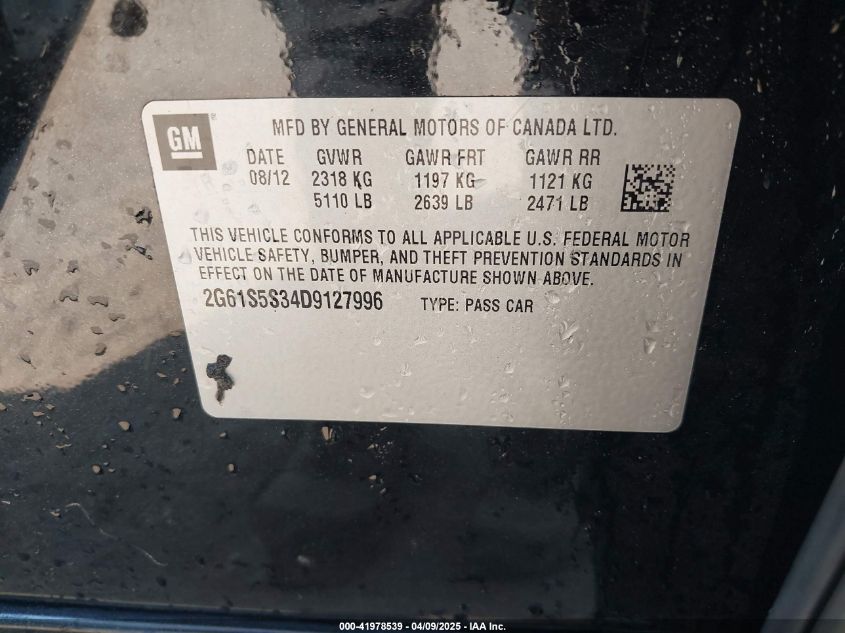 GM
MFD BY GENERAL MOTORS OF CANADA LTD.
DATE GVWR GAWR FRT GAWR RR
08/12 2318 KG 1197 KG 1121 KG
5110 LB 2639 LB 2471 LB
THIS VEHICLE CONFORMS TO ALL APPLICABLE U.S. FEDERAL MOTOR
VEHICLE SAFETY, BUMPER, AND THEFT PREVENTION STANDARDS IN
EFFECT ON THE DATE OF MANUFACTURE SHOWN ABOVE.
2G61S5S34D9127996 TYPE: PASS CAR
000-41978539 / 04/09/2025 - IAA Inc.